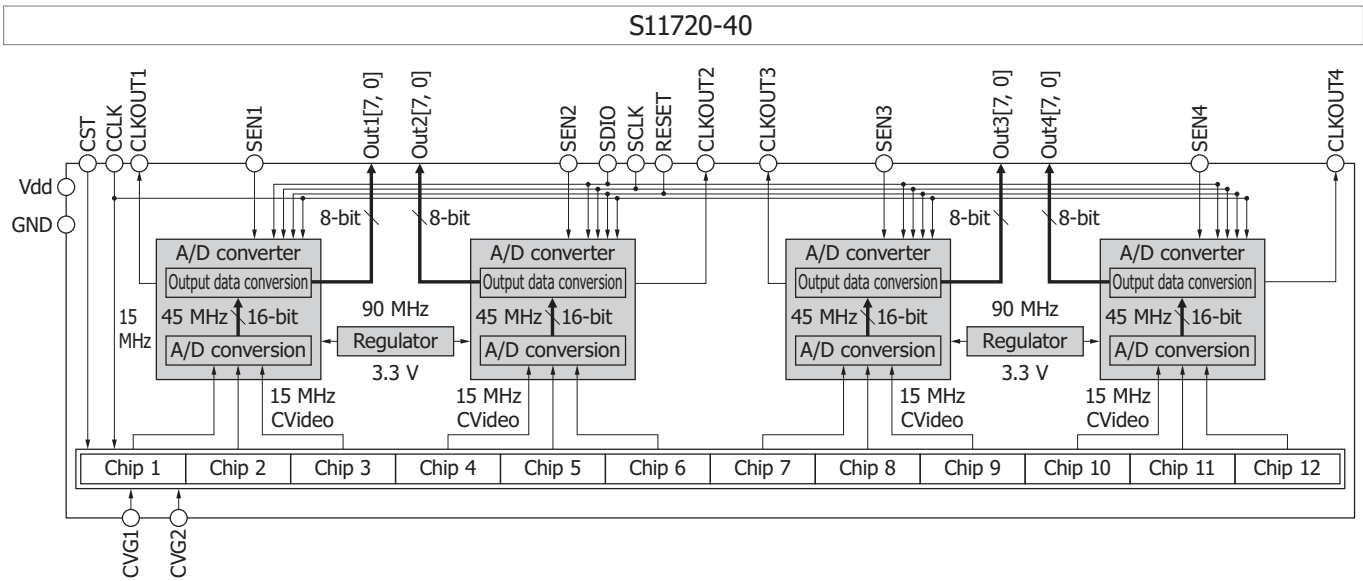 S11720-40
CST
CCLK
CLKOUT1
SEN1
Out1[7, 0]
Out2[7, 0]
SEN2
SDIO
SCLK
RESET
CLKOUT2
CLKOUT3
SEN3
Out3[7, 0]
Out4[7, 0]
SEN4
CLKOUT4
Vdd
GND
8-bit
8-bit
8-bit
8-bit
A/D converter
Output data conversion
45 MHz
16-bit
A/D conversion
A/D converter
Output data conversion
45 MHz
16-bit
A/D conversion
A/D converter
Output data conversion
45 MHz
16-bit
A/D conversion
A/D converter
Output data conversion
45 MHz
16-bit
A/D conversion
15
MHz
90 MHz
Regulator
3.3 V
90 MHz
Regulator
3.3 V
15 MHz
CVideo
15 MHz
CVideo
15 MHz
CVideo
15 MHz
CVideo
Chip 1
Chip 2
Chip 3
Chip 4
Chip 5
Chip 6
Chip 7
Chip 8
Chip 9
Chip 10
Chip 11
Chip 12
CVG1
CVG2